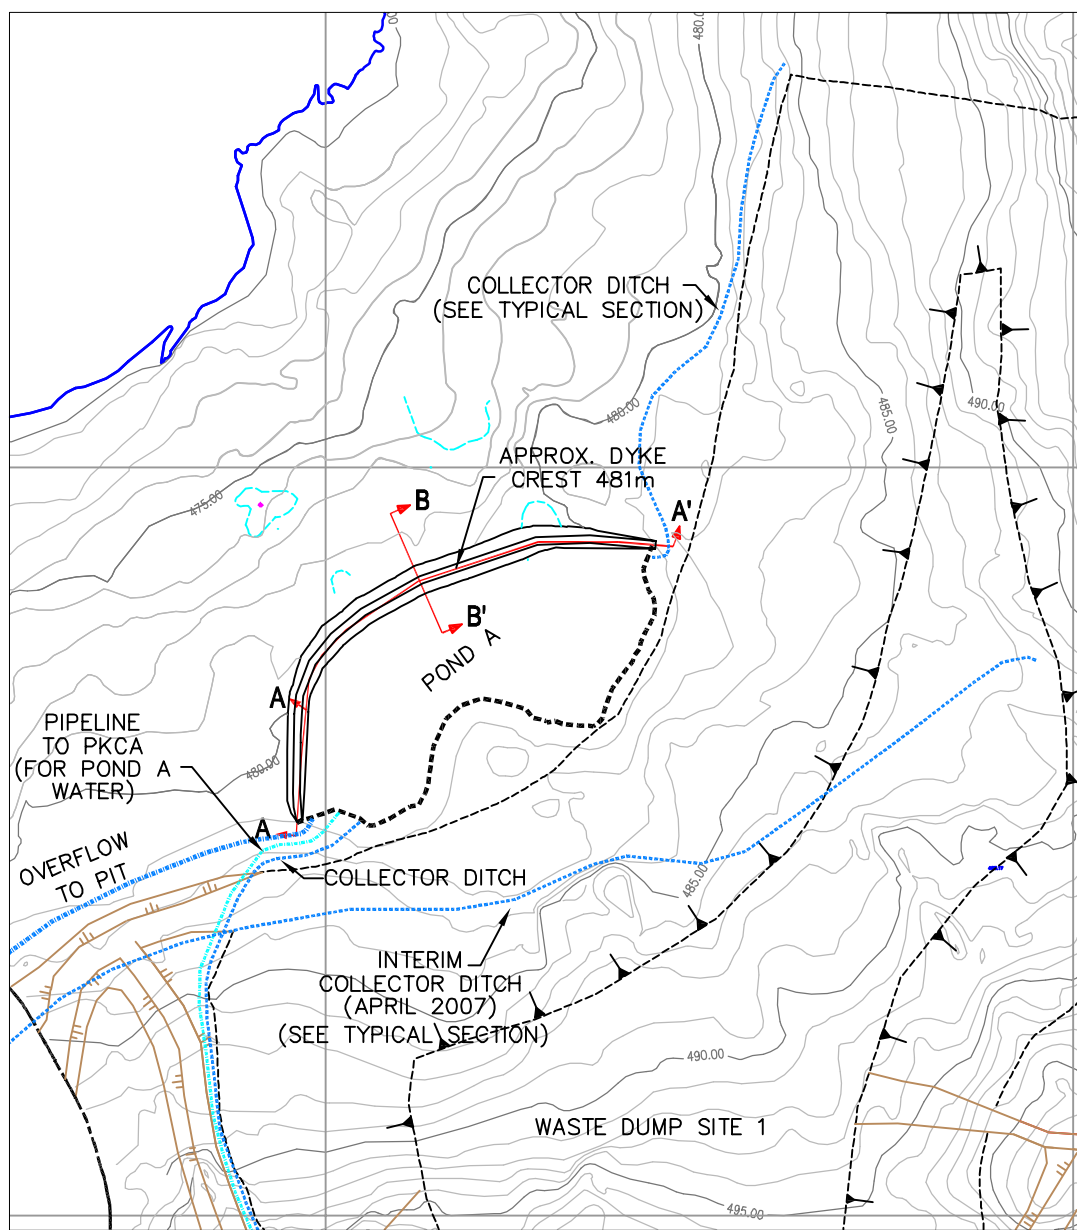 480.00
COLLECTOR DITCH
(SEE TYPICAL SECTION)
480.00
485.00
490.00
APPROX. DYKE
CREST 481m
475.00
B
A'
B'
POND A
A
PIPELINE
TO PKCA
(FOR POND A
WATER)
480.00
A
OVERFLOW
TO PIT
COLLECTOR DITCH
485.00
INTERIM
COLLECTOR DITCH
(APRIL 2007)
(SEE TYPICAL SECTION)
490.00
WASTE DUMP SITE 1
495.00